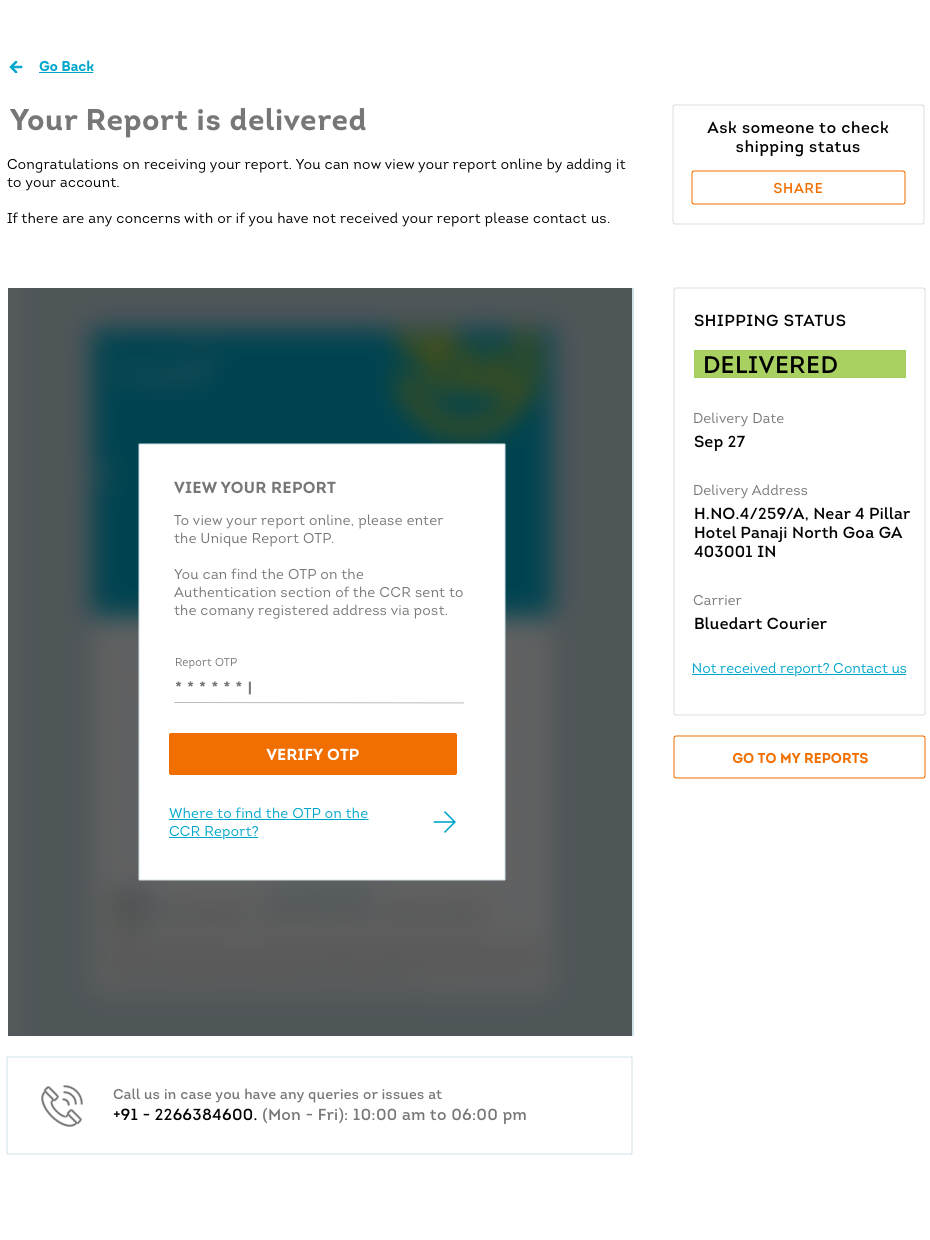 Go Back
Your Report is delivered
Congratulations on receiving your report. You can now view your report online by adding it
to your account.
If there are any concerns with or if you have not received your report please contact us.
Ask someone to check
shipping status
SHARE
VIEW YOUR REPORT
To view your report online, please enter
the Unique Report OTP.
You can find the OTP on the
Authentication section of the CCR sent to
the comany registered address via post.
Report OTP
* * * * * * |
VERIFY OTP
Where to find the OTP on the
CCR Report?
SHIPPING STATUS
DELIVERED
Delivery Date
Sep 27
Delivery Address
H.NO.4/259/A, Near 4 Pillar
Hotel Panaji North Goa GA
403001 IN
Carrier
Bluedart Courier
Not received report? Contact us
GO TO MY REPORTS
Call us in case you have any queries or issues at
+91 - 2266384600. (Mon - Fri): 10:00 am to 06:00 pm